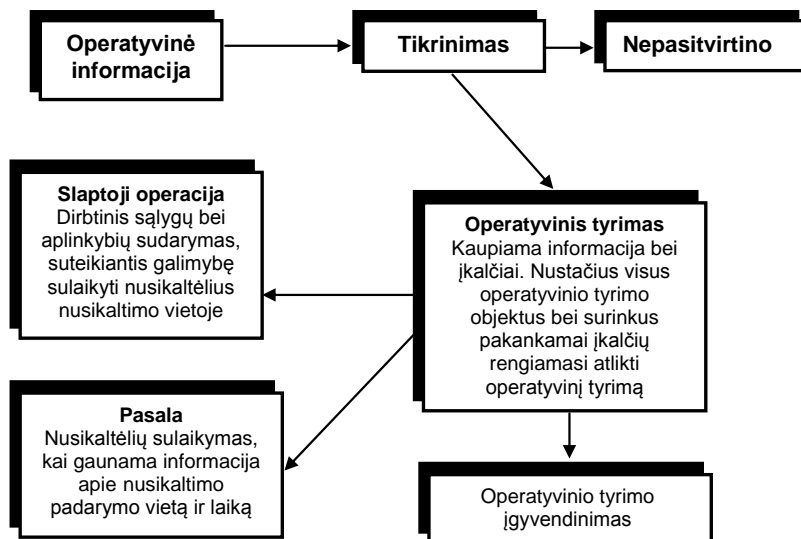 Operatyvinė
informacija
Tikrinimas
Nepasitvirtino
Slaptoji operacija
Dirbtinis sąlygų bei
aplinkybių sudarymas,
suteikiantis galimybę
sulaikyti nusikaltėlius
nusikaltimo vietoje
Operatyvinis tyrimas
Kaupiama informacija bei
įkalčiai. Nustačius visus
operatyvinio tyrimo
objektus bei surinkus
pakankamai įkalčių
rengiamasi atlikti
operatyvinį tyrimą
Pasala
Nusikaltėlių sulaikymas,
kai gaunama informacija
apie nusikaltimo
padarymo vietą ir laiką
Operatyvinio tyrimo
įgyvendinimas